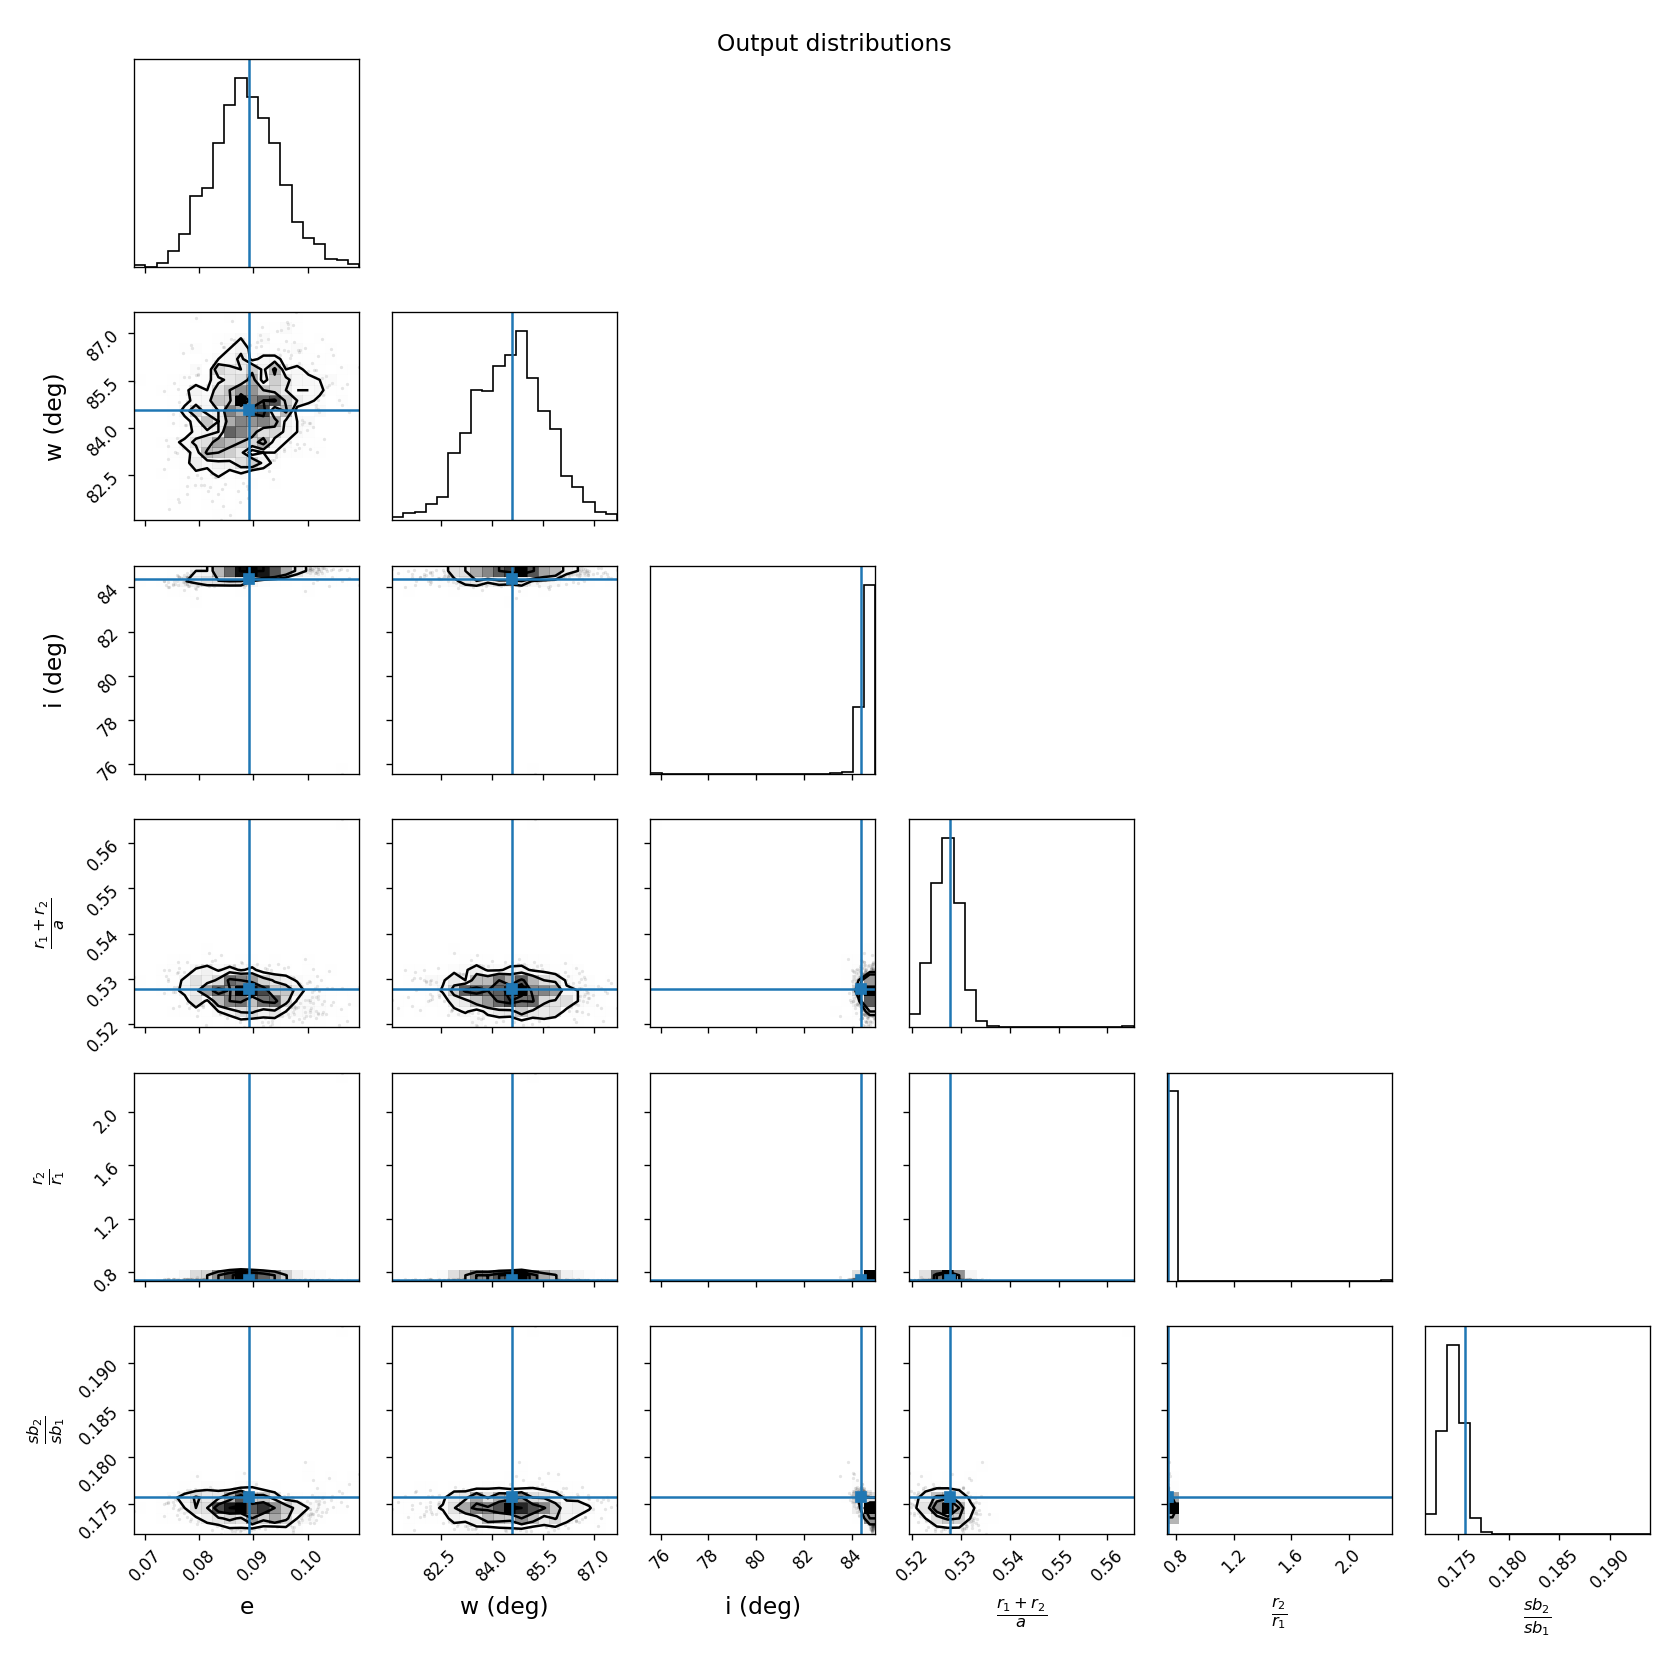 Output distributions
87.0
85.5
84.0
82.5
w (deg)
84
82
80
78
76
i (deg)
0.56
0.55
0.54
0.53
0.52
r₁ + r₂
a
2.0
1.6
1.2
0.8
r₂
r₁
0.190
0.185
0.180
0.175
sb₂
sb₁
0.07 0.08 0.09 0.10 82.5 84.0 85.5 87.0 76 78 80 82 84 0.52 0.53 0.54 0.55 0.56 0.8 1.2 1.6 2.0 0.175 0.180 0.185 0.190
e w (deg) i (deg)
r₁ + r₂
a
r₂
r₁
sb₂
sb₁